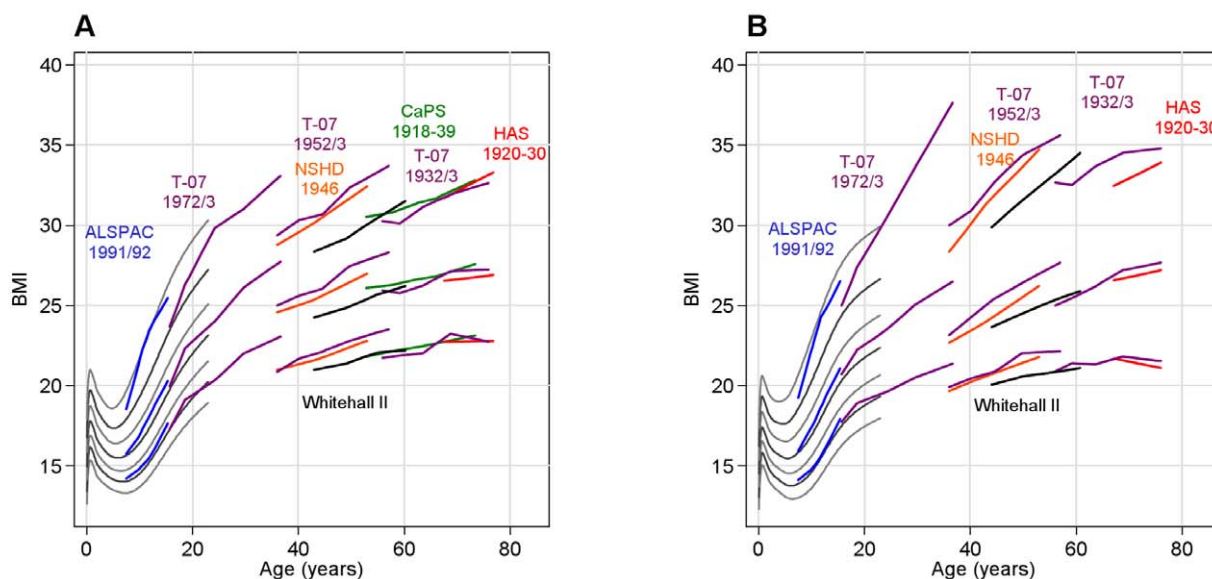 A
40
35
30
25
20
15
BMI
0
20
40
60
80
Age (years)
ALSPAC
1991/92
T-07
1972/3
T-07
1952/3
NSHD
1946
CaPS
1918-39
T-07
1932/3
HAS
1920-30
Whitehall II
B
40
35
30
25
20
15
BMI
0
20
40
60
80
Age (years)
ALSPAC
1991/92
T-07
1972/3
T-07
1952/3
NSHD
1946
T-07
1932/3
HAS
1920-30
Whitehall II